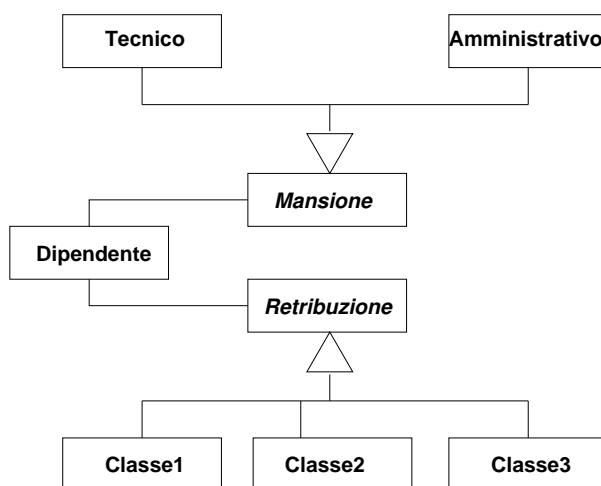 Tecnico
Amministrativo
Mansione
Dipendente
Retribuzione
Classe1
Classe2
Classe3